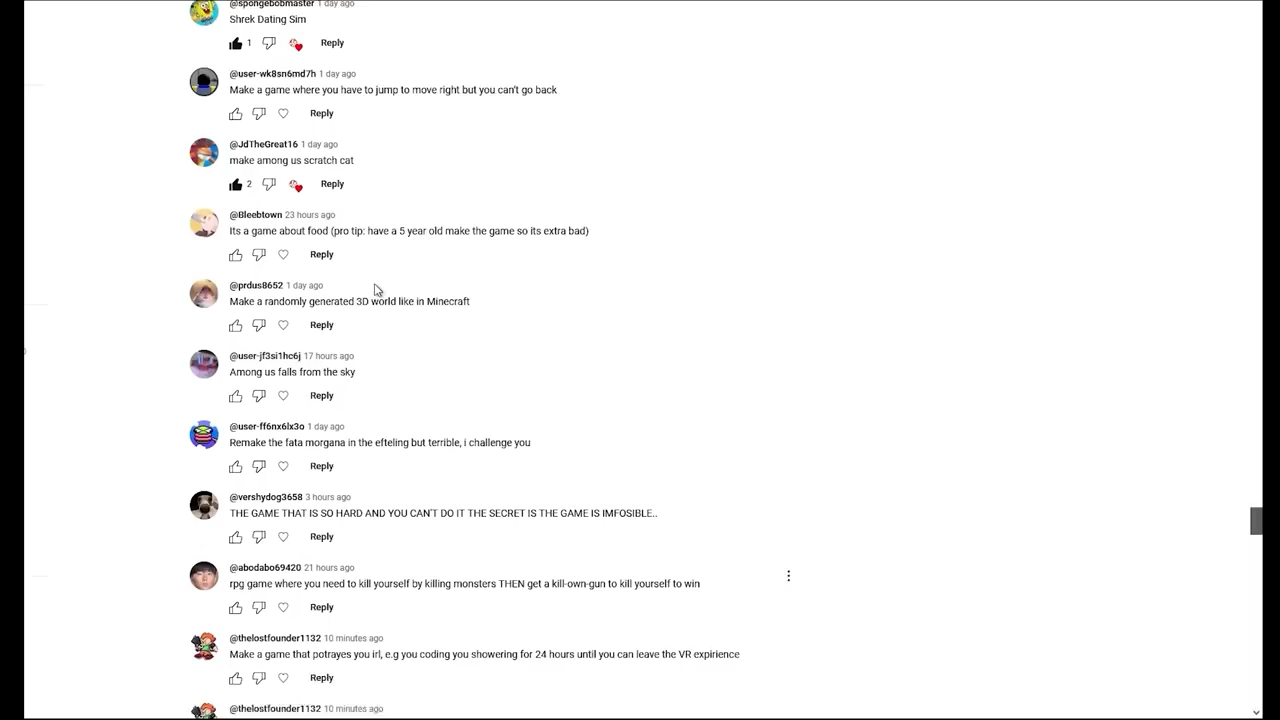 @spongebobmaster 1 day ago
Shrek Dating Sim
1 Reply
@user-wk8sn6md7h 1 day ago
Make a game where you have to jump to move right but you can't go back
Reply
@JdTheGreat16 1 day ago
make among us scratch cat
2 Reply
@Bleebtown 23 hours ago
Its a game about food (pro tip: have a 5 year old make the game so its extra bad)
Reply
@prdus8652 1 day ago
Make a randomly generated 3D world like in Minecraft
Reply
@user-jf3si1hc6j 17 hours ago
Among us falls from the sky
Reply
@user-ff6nx6lx3o 1 day ago
Remake the fata morgana in the efteling but terrible, i challenge you
Reply
@vershydog3658 3 hours ago
THE GAME THAT IS SO HARD AND YOU CAN'T DO IT THE SECRET IS THE GAME IS IMFOSIBLE..
Reply
@abodabo69420 21 hours ago
rpg game where you need to kill yourself by killing monsters THEN get a kill-own-gun to kill yourself to win
Reply
@thelostfounder1132 10 minutes ago
Make a game that potrayes you irl, e.g you coding you showering for 24 hours until you can leave the VR expirience
Reply
@thelostfounder1132 10 minutes ago